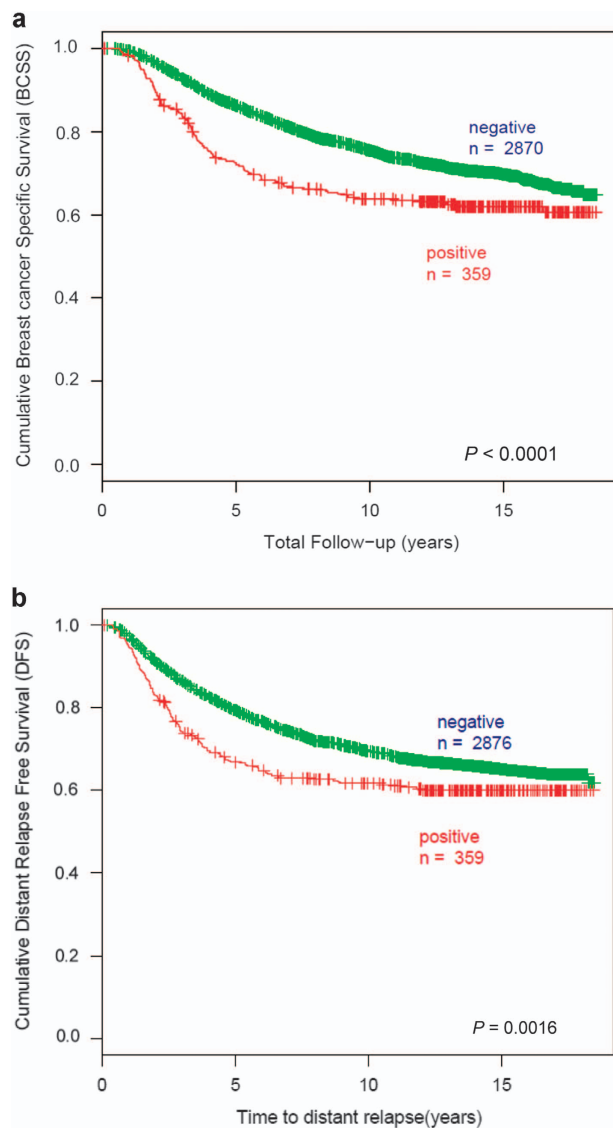 a
Cumulative Breast cancer Specific Survival (BCSS)
1.0
0.8
0.6
0.4
0.2
0.0
negative
n = 2870
positive
n = 359
P < 0.0001
0 5 10 15
Total Follow-up (years)
b
Cumulative Distant Relapse Free Survival (DFS)
1.0
0.8
0.6
0.4
0.2
0.0
negative
n = 2876
positive
n = 359
P = 0.0016
0 5 10 15
Time to distant relapse(years)